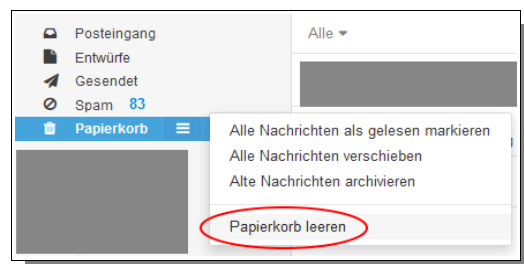 Posteingang
Alle
Entwürfe
Gesendet
Spam 83
Papierkorb
Alle Nachrichten als gelesen markieren
Alle Nachrichten verschieben
Alte Nachrichten archivieren
Papierkorb leeren